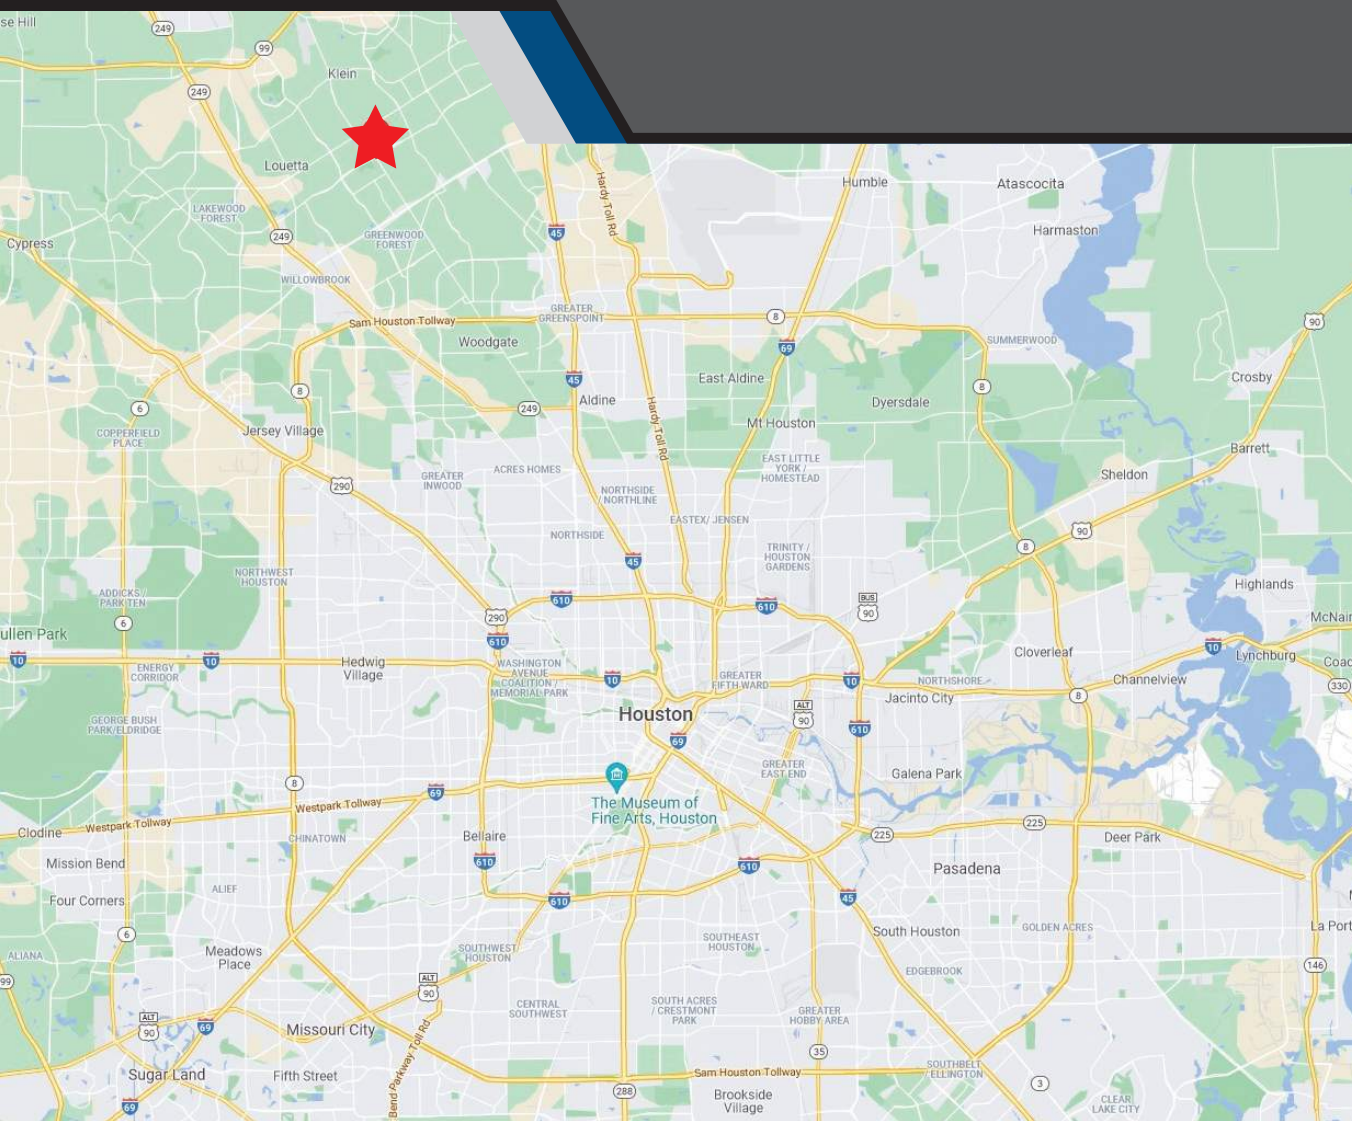 se Hill
249
99
Klein
249
Louetta
LAKEWOOD
FOREST
Hardy Toll Rd
Humble
Atascocita
Cypress
249
GREENWOOD
FOREST
45
Harmaston
WILLOWBROOK
GREATER
GREENSPOINT
8
90
Sam Houston Tollway
Woodgate
69
SUMMERWOOD
45
East Aldine
Crosby
8
8
6
249
Aldine
Dyersdale
Hardy Toll Rd
COPPERFIELD
PLACE
Jersey Village
Mt Houston
Barrett
290
GREATER
INWOOD
ACRES HOMES
EAST LITTLE
YORK /
HOMESTEAD
Sheldon
NORTHSIDE
/NORTHLINE
EASTEX/ JENSEN
NORTHSIDE
90
8
45
TRINITY /
HOUSTON
GARDENS
NORTHWEST
HOUSTON
Highlands
ADDICKS /
PARK TEN
610
610
BUS
90
6
290
McNair
ullen Park
610
10
10
ENERGY
CORRIDOR
Hedwig
Village
WASHINGTON
AVENUE
COALITION /
MEMORIAL PARK
10
GREATER
FIFTH WARD
10
NORTHSHORE
Jacinto City
Cloverleaf
8
Channelview
10
Lynchburg
Coac
330
GEORGE BUSH
PARK/ELDRIDGE
Houston
ALT
90
610
69
GREATER
EAST END
Galena Park
8
69
Westpark Tollway
The Museum of
Fine Arts, Houston
Clodine
Westpark Tollway
CHINATOWN
Bellaire
225
225
Deer Park
Mission Bend
610
610
Pasadena
ALIEF
Four Corners
610
45
6
SOUTHEAST
HOUSTON
South Houston
GOLDEN ACRES
La Port
ALIANA
Meadows
Place
SOUTHWEST
HOUSTON
EDGEBROOK
146
99
ALT
90
CENTRAL
SOUTHWEST
SOUTH ACRES
/ CRESTMONT
PARK
GREATER
HOBBY AREA
ALT
90
69
Missouri City
Bend Parkway Toll Rd
35
Sugar Land
Fifth Street
Sam Houston Tollway
SOUTHBELT
/ ELLINGTON
288
3
69
Brookside
Village
CLEAR
LAKE CITY